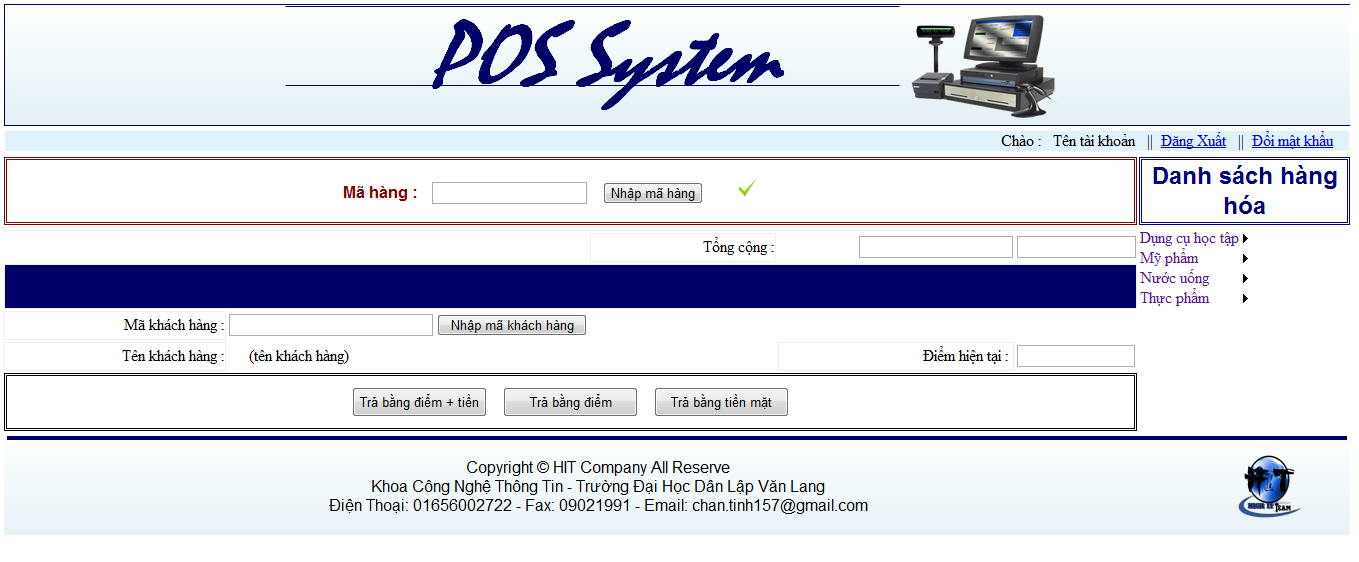 POS System
Chào : Tên tài khoản || Đăng Xuất || Đổi mật khẩu
Mã hàng : Nhập mã hàng
Danh sách hàng
hóa
Tổng cộng :
Dụng cụ học tập
Mỹ phẩm
Nước uống
Thực phẩm
Mã khách hàng : Nhập mã khách hàng
Tên khách hàng : (tên khách hàng) Điểm hiện tại :
Trả bằng điểm + tiền Trả bằng điểm Trả bằng tiền mặt
Copyright © HIT Company All Reserve
Khoa Công Nghệ Thông Tin - Trường Đại Học Dân Lập Văn Lang
Điện Thoại: 01656002722 - Fax: 09021991 - Email: chan.tinh157@gmail.com
HIT
HIGH IT TEAM